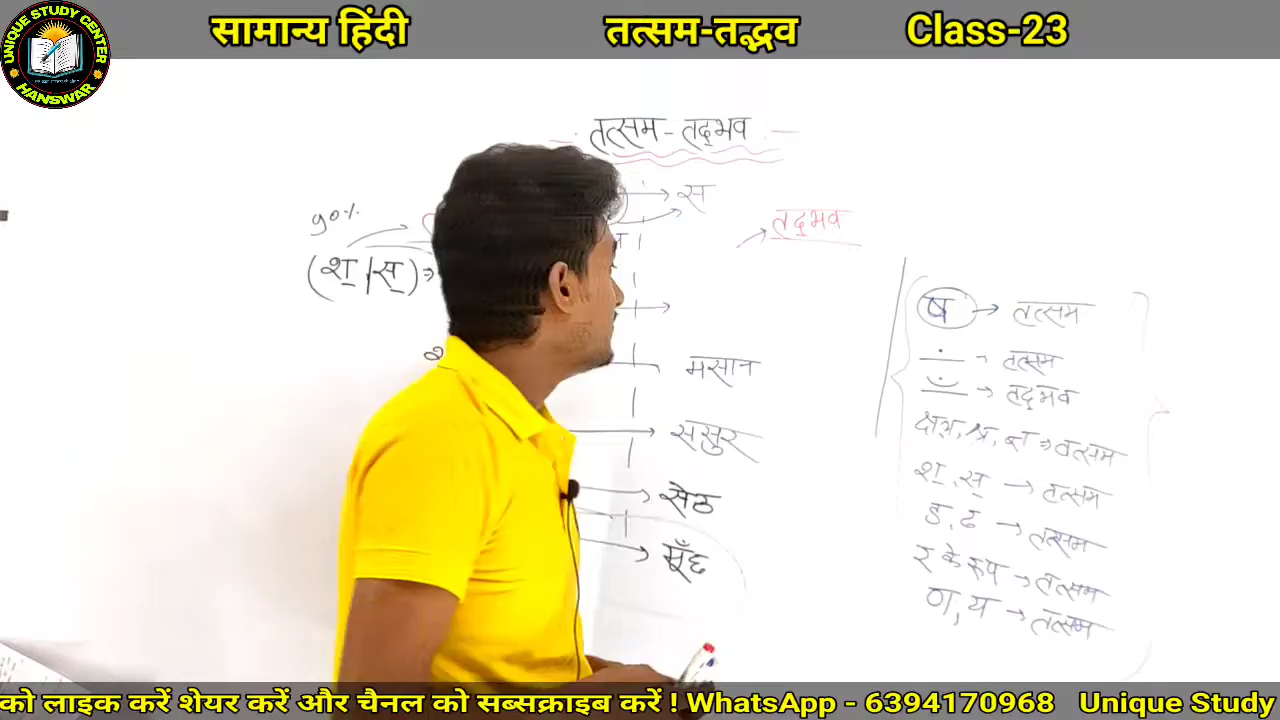 UNIQUE STUDY CENTER
HANSWAR
सामान्य हिंदी तत्सम-तद्भव Class-23
तत्सम - तद्भव
90%
(श् / स्) ⇒
→ स
→ तद्भव
मसान
→ ससुर
→ सेठ
→ मूँछ
ष → तत्सम
ं → तत्सम
ँ → तद्भव
क्ष, त्र, श्र, ज्ञ → तत्सम
श्, स् → तत्सम
ड, ढ → तत्सम
र के रूप → तत्सम
ण, य → तत्सम
को लाइक करें शेयर करें और चैनल को सब्सक्राइब करें ! WhatsApp - 6394170968 Unique Study